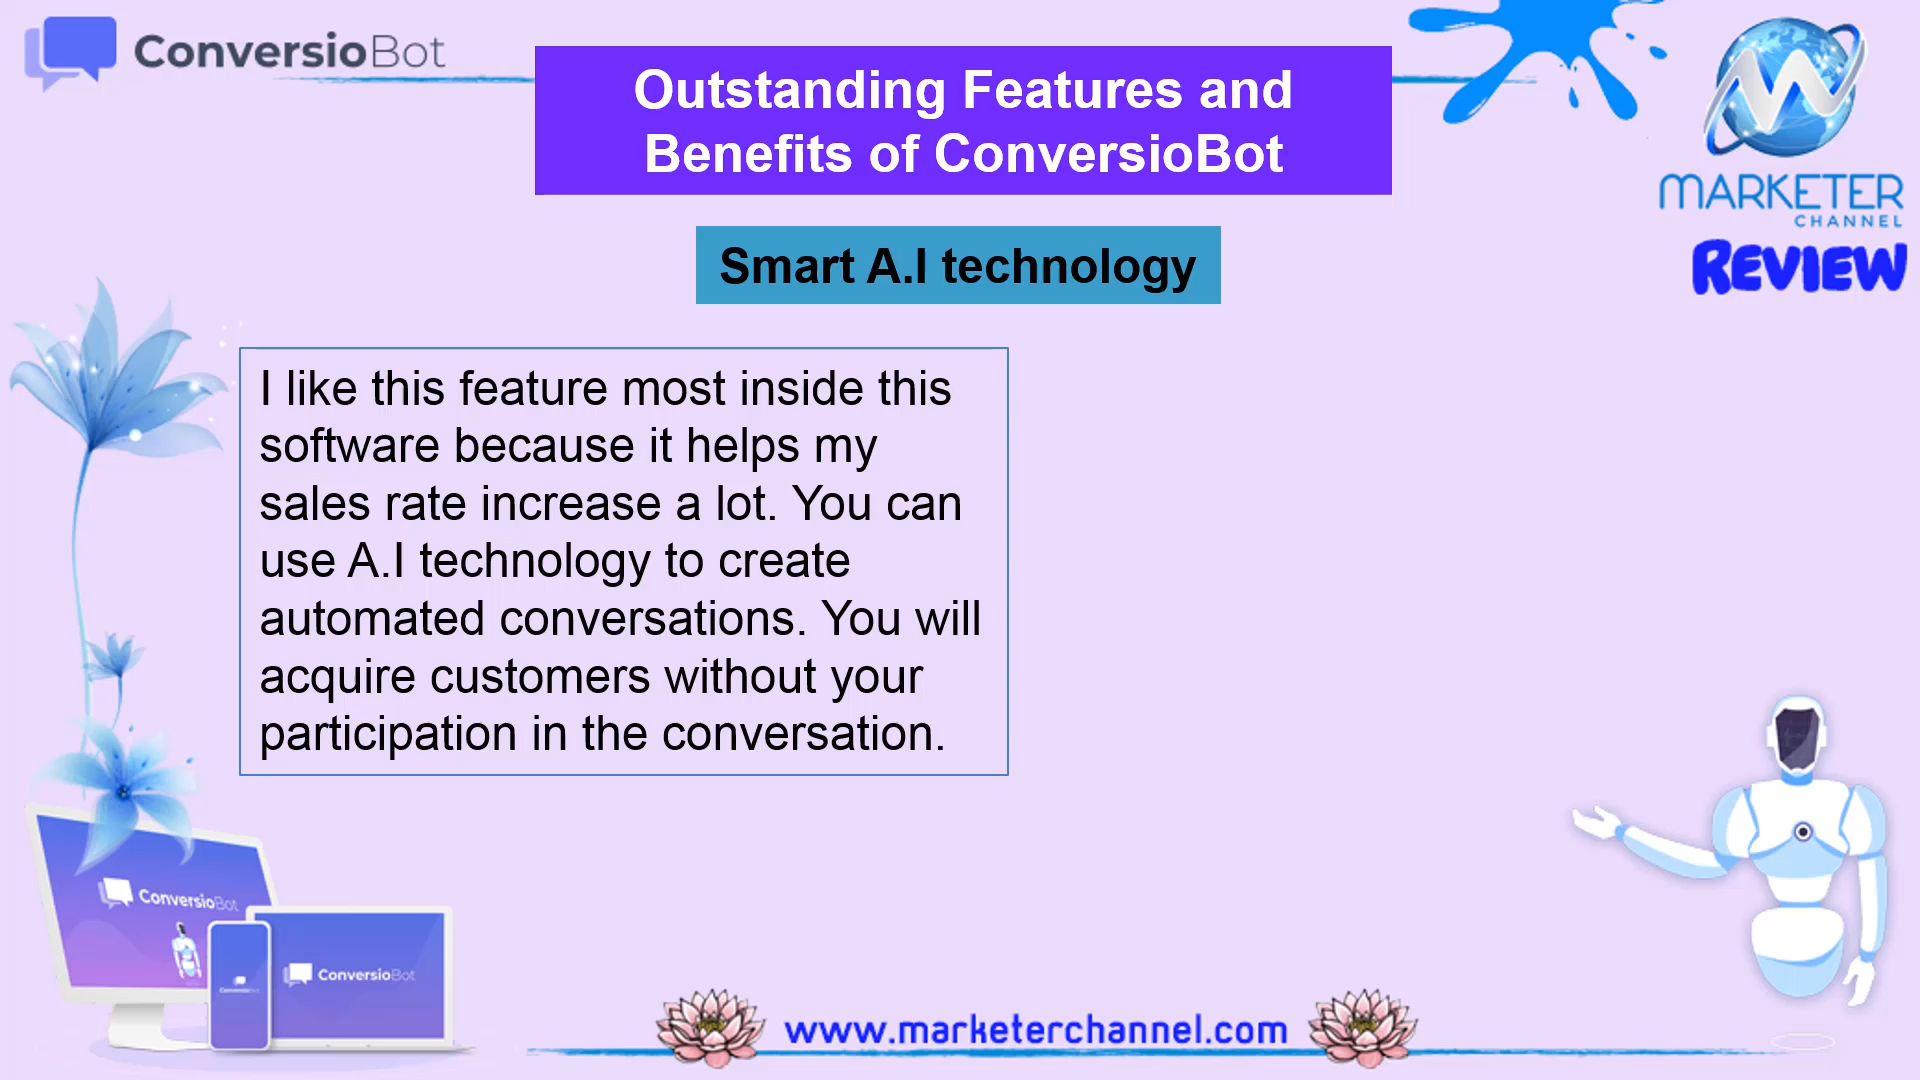 ConversioBot
Outstanding Features and
Benefits of ConversioBot
MARKETER
CHANNEL
REVIEW
Smart A.I technology
I like this feature most inside this
software because it helps my
sales rate increase a lot. You can
use A.I technology to create
automated conversations. You will
acquire customers without your
participation in the conversation.
ConversioBot
ConversioBot
ConversioBot
www.marketerchannel.com